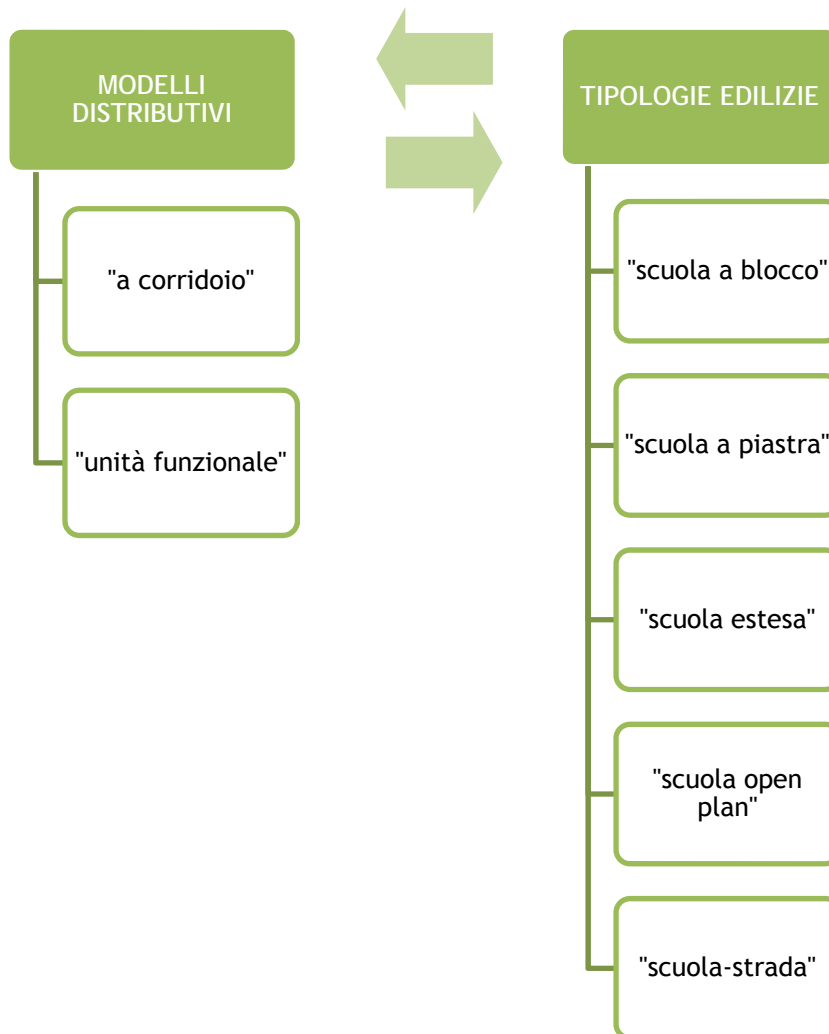 MODELLI
DISTRIBUTIVI
"a corridoio"
"unità funzionale"
TIPOLOGIE EDILIZIE
"scuola a blocco"
"scuola a piastra"
"scuola estesa"
"scuola open
plan"
"scuola-strada"